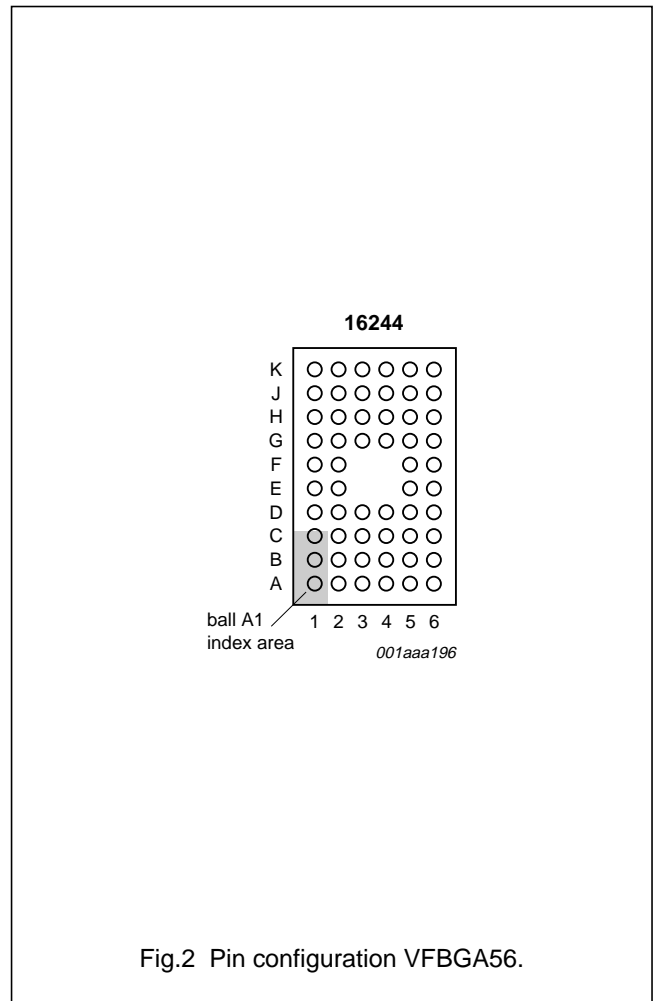 16244
K
J
H
G
F
E
D
C
B
A
ball A1
index area
1 2 3 4 5 6
001aaa196
Fig.2 Pin configuration VFBGA56.